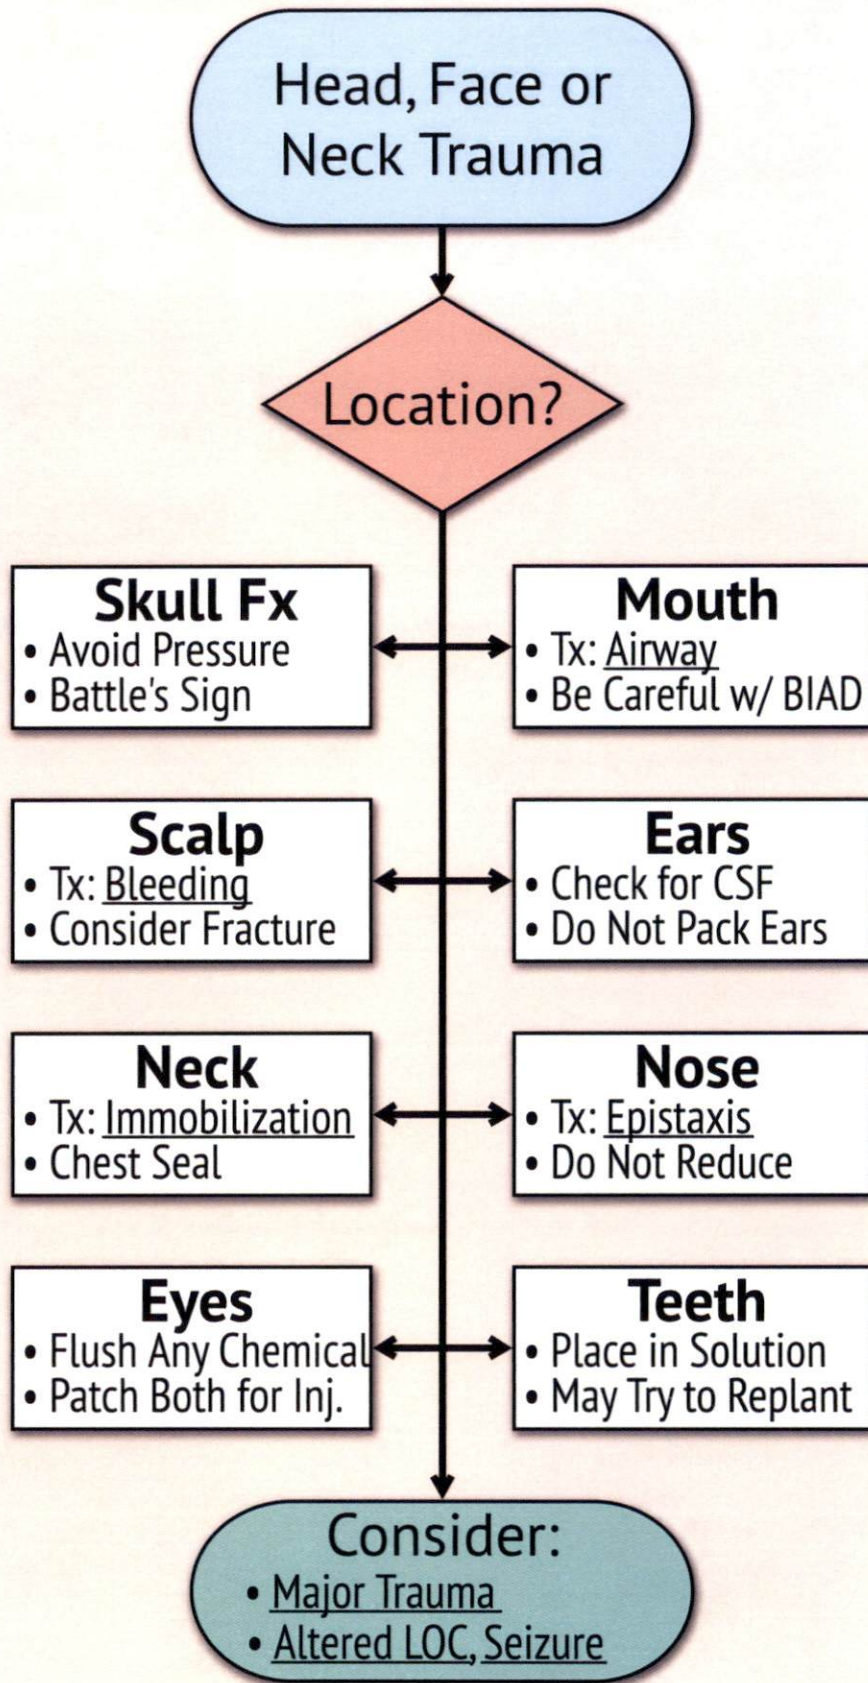 Head, Face or
Neck Trauma
Location?
Skull Fx
• Avoid Pressure
• Battle's Sign
Mouth
• Tx: Airway
• Be Careful w/ BIAD
Scalp
• Tx: Bleeding
• Consider Fracture
Ears
• Check for CSF
• Do Not Pack Ears
Neck
• Tx: Immobilization
• Chest Seal
Nose
• Tx: Epistaxis
• Do Not Reduce
Eyes
• Flush Any Chemical
• Patch Both for Inj.
Teeth
• Place in Solution
• May Try to Replant
Consider:
• Major Trauma
• Altered LOC, Seizure